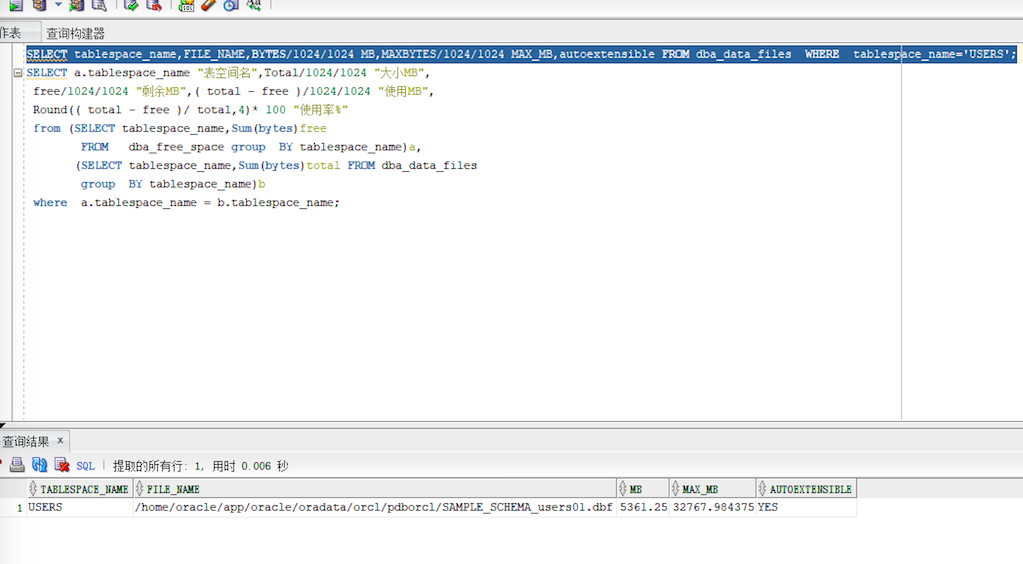 作表 查询构建器
SELECT tablespace_name,FILE_NAME,BYTES/1024/1024 MB,MAXBYTES/1024/1024 MAX_MB,autoextensible FROM dba_data_files  WHERE  tablespace_name='USERS';
SELECT a.tablespace_name "表空间名",Total/1024/1024 "大小MB",
free/1024/1024 "剩余MB",( total - free )/1024/1024 "使用MB",
Round(( total - free )/ total,4)* 100 "使用率%"
from (SELECT tablespace_name,Sum(bytes)free
FROM   dba_free_space group  BY tablespace_name)a,
(SELECT tablespace_name,Sum(bytes)total FROM dba_data_files
group  BY tablespace_name)b
where  a.tablespace_name = b.tablespace_name;
查询结果 x
SQL | 提取的所有行: 1, 用时 0.006 秒
TABLESPACE_NAME FILE_NAME MB MAX_MB AUTOEXTENSIBLE
1 USERS /home/oracle/app/oracle/oradata/orcl/pdborcl/SAMPLE_SCHEMA_users01.dbf 5361.25 32767.984375 YES